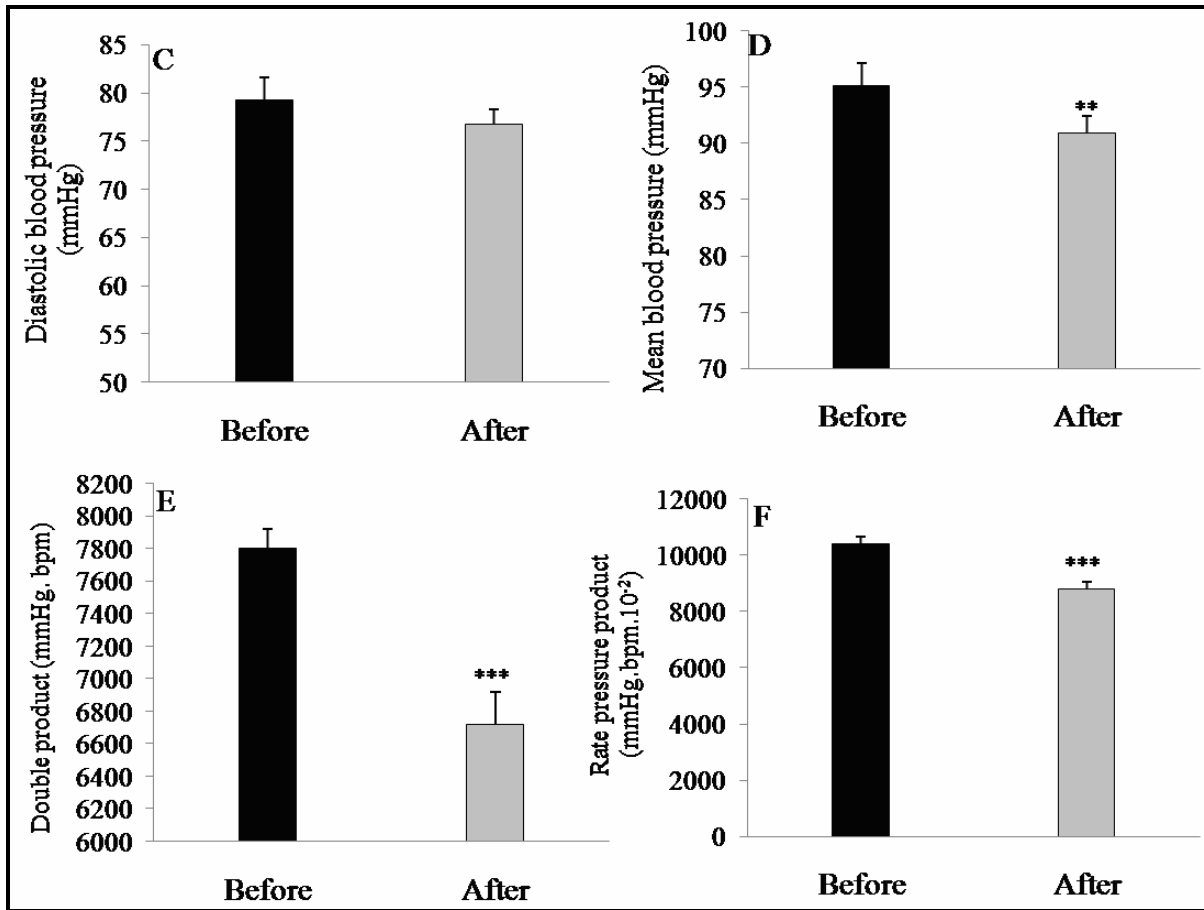 C
Diastolic blood pressure
(mmHg)
85
80
75
70
65
60
55
50
Before After
D
Mean blood pressure (mmHg)
100
95
90
85
80
75
70
**
Before After
E
Double product (mmHg. bpm)
8200
8000
7800
7600
7400
7200
7000
6800
6600
6400
6200
6000
***
Before After
F
Rate pressure product
(mmHg.bpm.10⁻²)
12000
10000
8000
6000
4000
2000
0
***
Before After